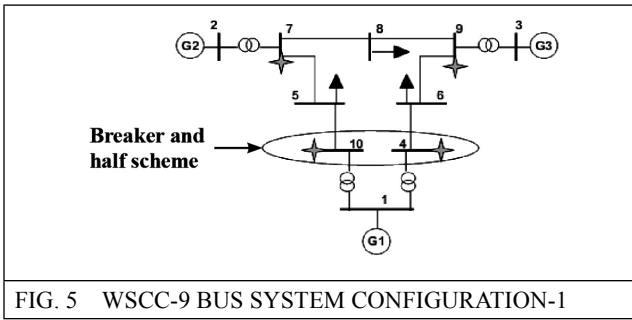 2 7 8 9 3
G2 G3
5 6
Breaker and
half scheme
10 4
1
G1
FIG. 5 WSCC-9 BUS SYSTEM CONFIGURATION-1